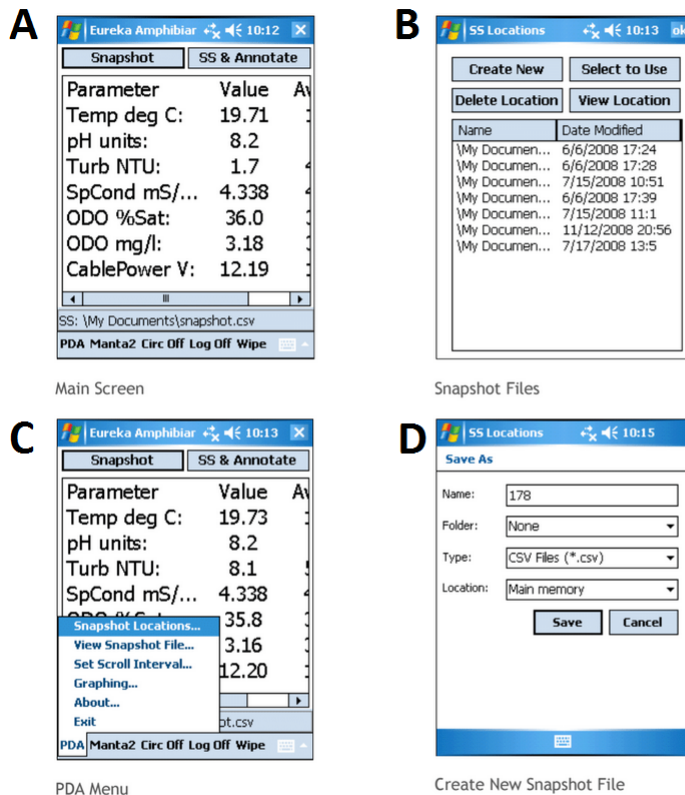 A
Eureka Amphibiar 10:12
Snapshot SS & Annotate
Parameter Value Av
Temp deg C: 19.71
pH units: 8.2
Turb NTU: 1.7
SpCond mS/... 4.338
ODO %Sat: 36.0
ODO mg/l: 3.18
CablePower V: 12.19
SS: \My Documents\snapshot.csv
PDA Manta2 Circ Off Log Off Wipe
Main Screen
B
SS Locations 10:13 ok
Create New Select to Use
Delete Location View Location
Name Date Modified
\My Documen... 6/6/2008 17:24
\My Documen... 6/6/2008 17:28
\My Documen... 7/15/2008 10:51
\My Documen... 6/6/2008 17:39
\My Documen... 7/15/2008 11:1
\My Documen... 11/12/2008 20:56
\My Documen... 7/17/2008 13:5
Snapshot Files
C
Eureka Amphibiar 10:13
Snapshot SS & Annotate
Parameter Value Av
Temp deg C: 19.73
pH units: 8.2
Turb NTU: 8.1
SpCond mS/... 4.338
35.8
Snapshot Locations...
View Snapshot File... 3.16
Set Scroll Interval... 12.20
Graphing...
About...
Exit ot.csv
PDA Manta2 Circ Off Log Off Wipe
PDA Menu
D
SS Locations 10:15
Save As
Name: 178
Folder: None
Type: CSV Files (*.csv)
Location: Main memory
Save Cancel
Create New Snapshot File